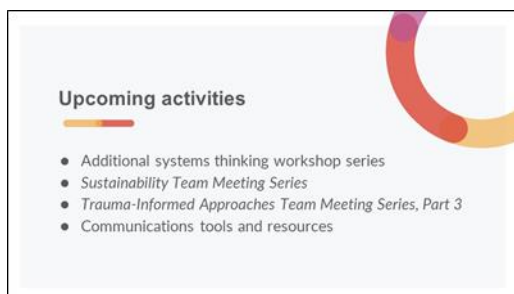 Upcoming activities
● Additional systems thinking workshop series
● Sustainability Team Meeting Series
● Trauma-Informed Approaches Team Meeting Series, Part 3
● Communications tools and resources